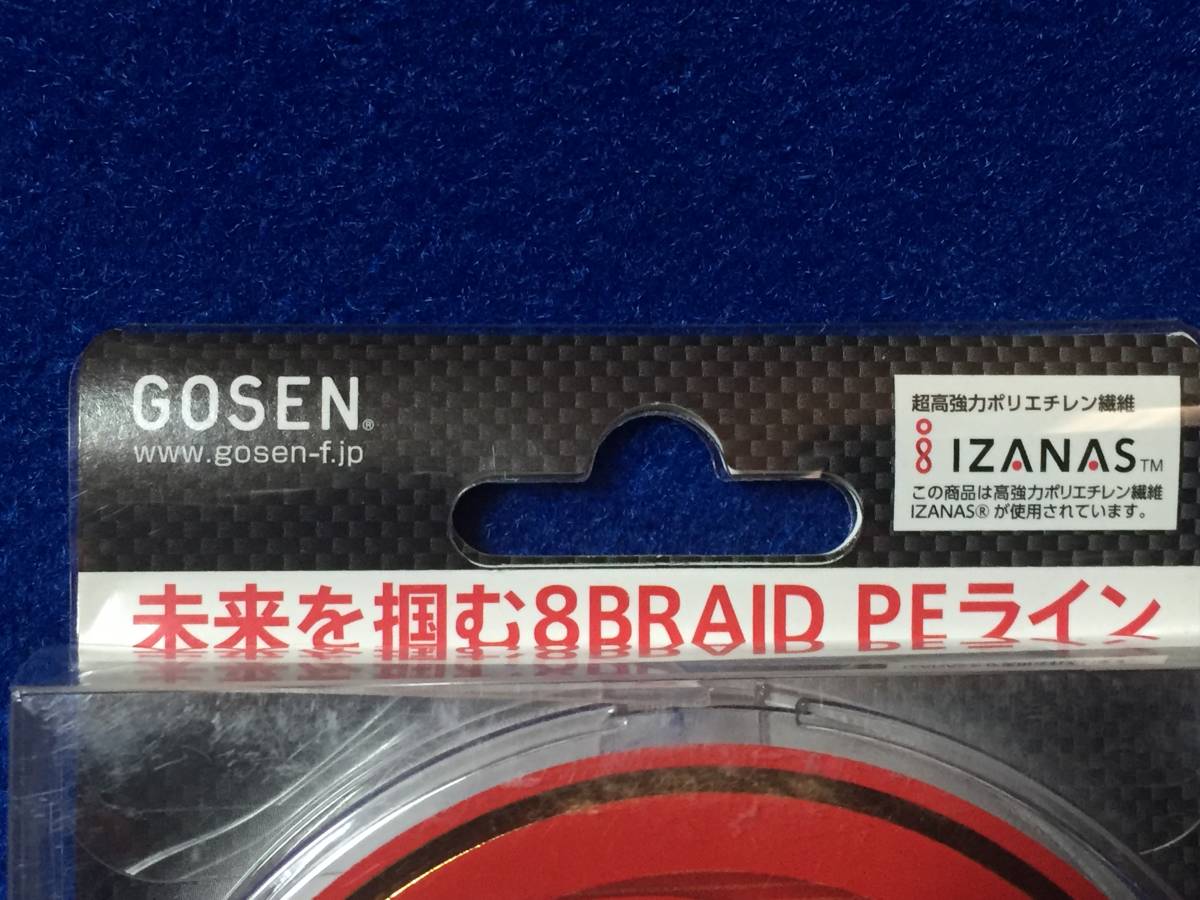 GOSEN®
www.gosen-f.jp
超高強力ポリエチレン繊維
IZANAS™
この商品は高強力ポリエチレン繊維
IZANAS® が使用されています。
未来を掴む8BRAID PEライン